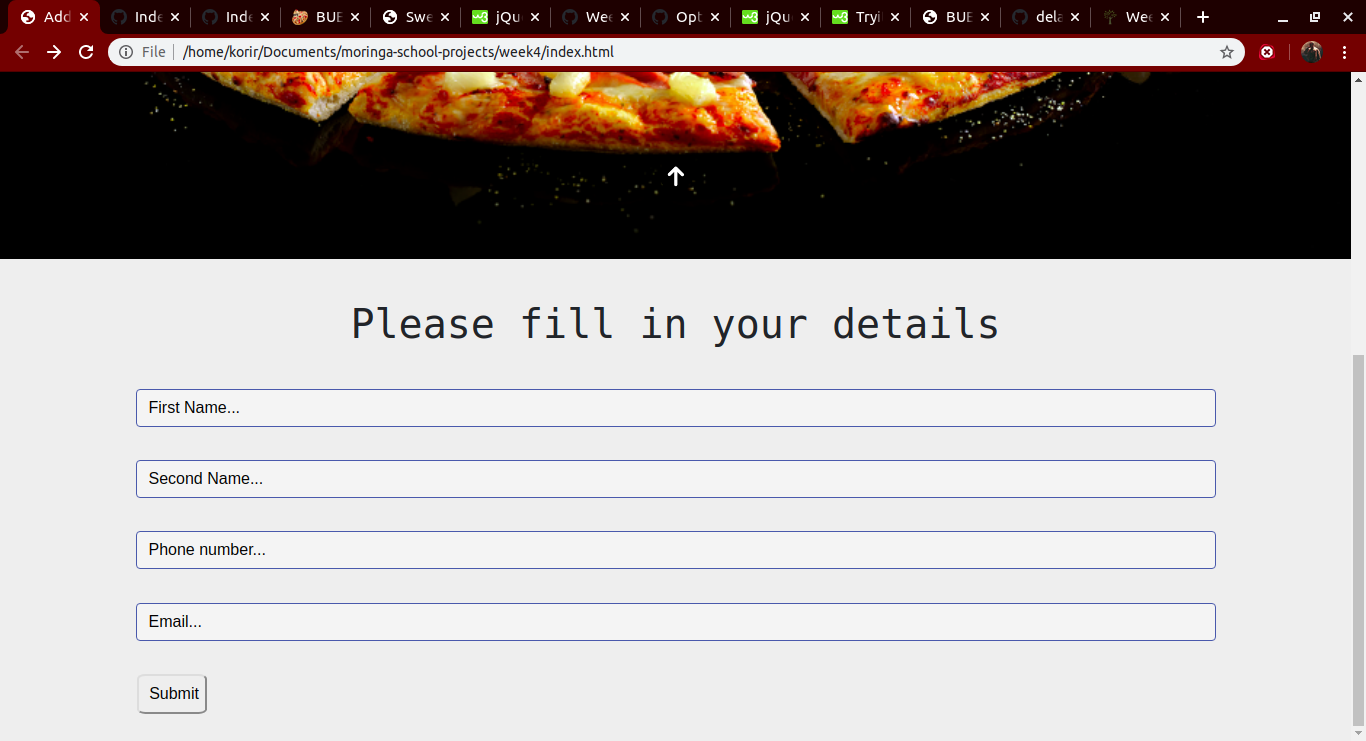 Add
Inde
Inde
BUE
Swe
jQu
Wee
Opt
jQu
Tryi
BUE
dela
Wee
File
/home/korir/Documents/moringa-school-projects/week4/index.html
Please fill in your details
First Name...
Second Name...
Phone number...
Email...
Submit